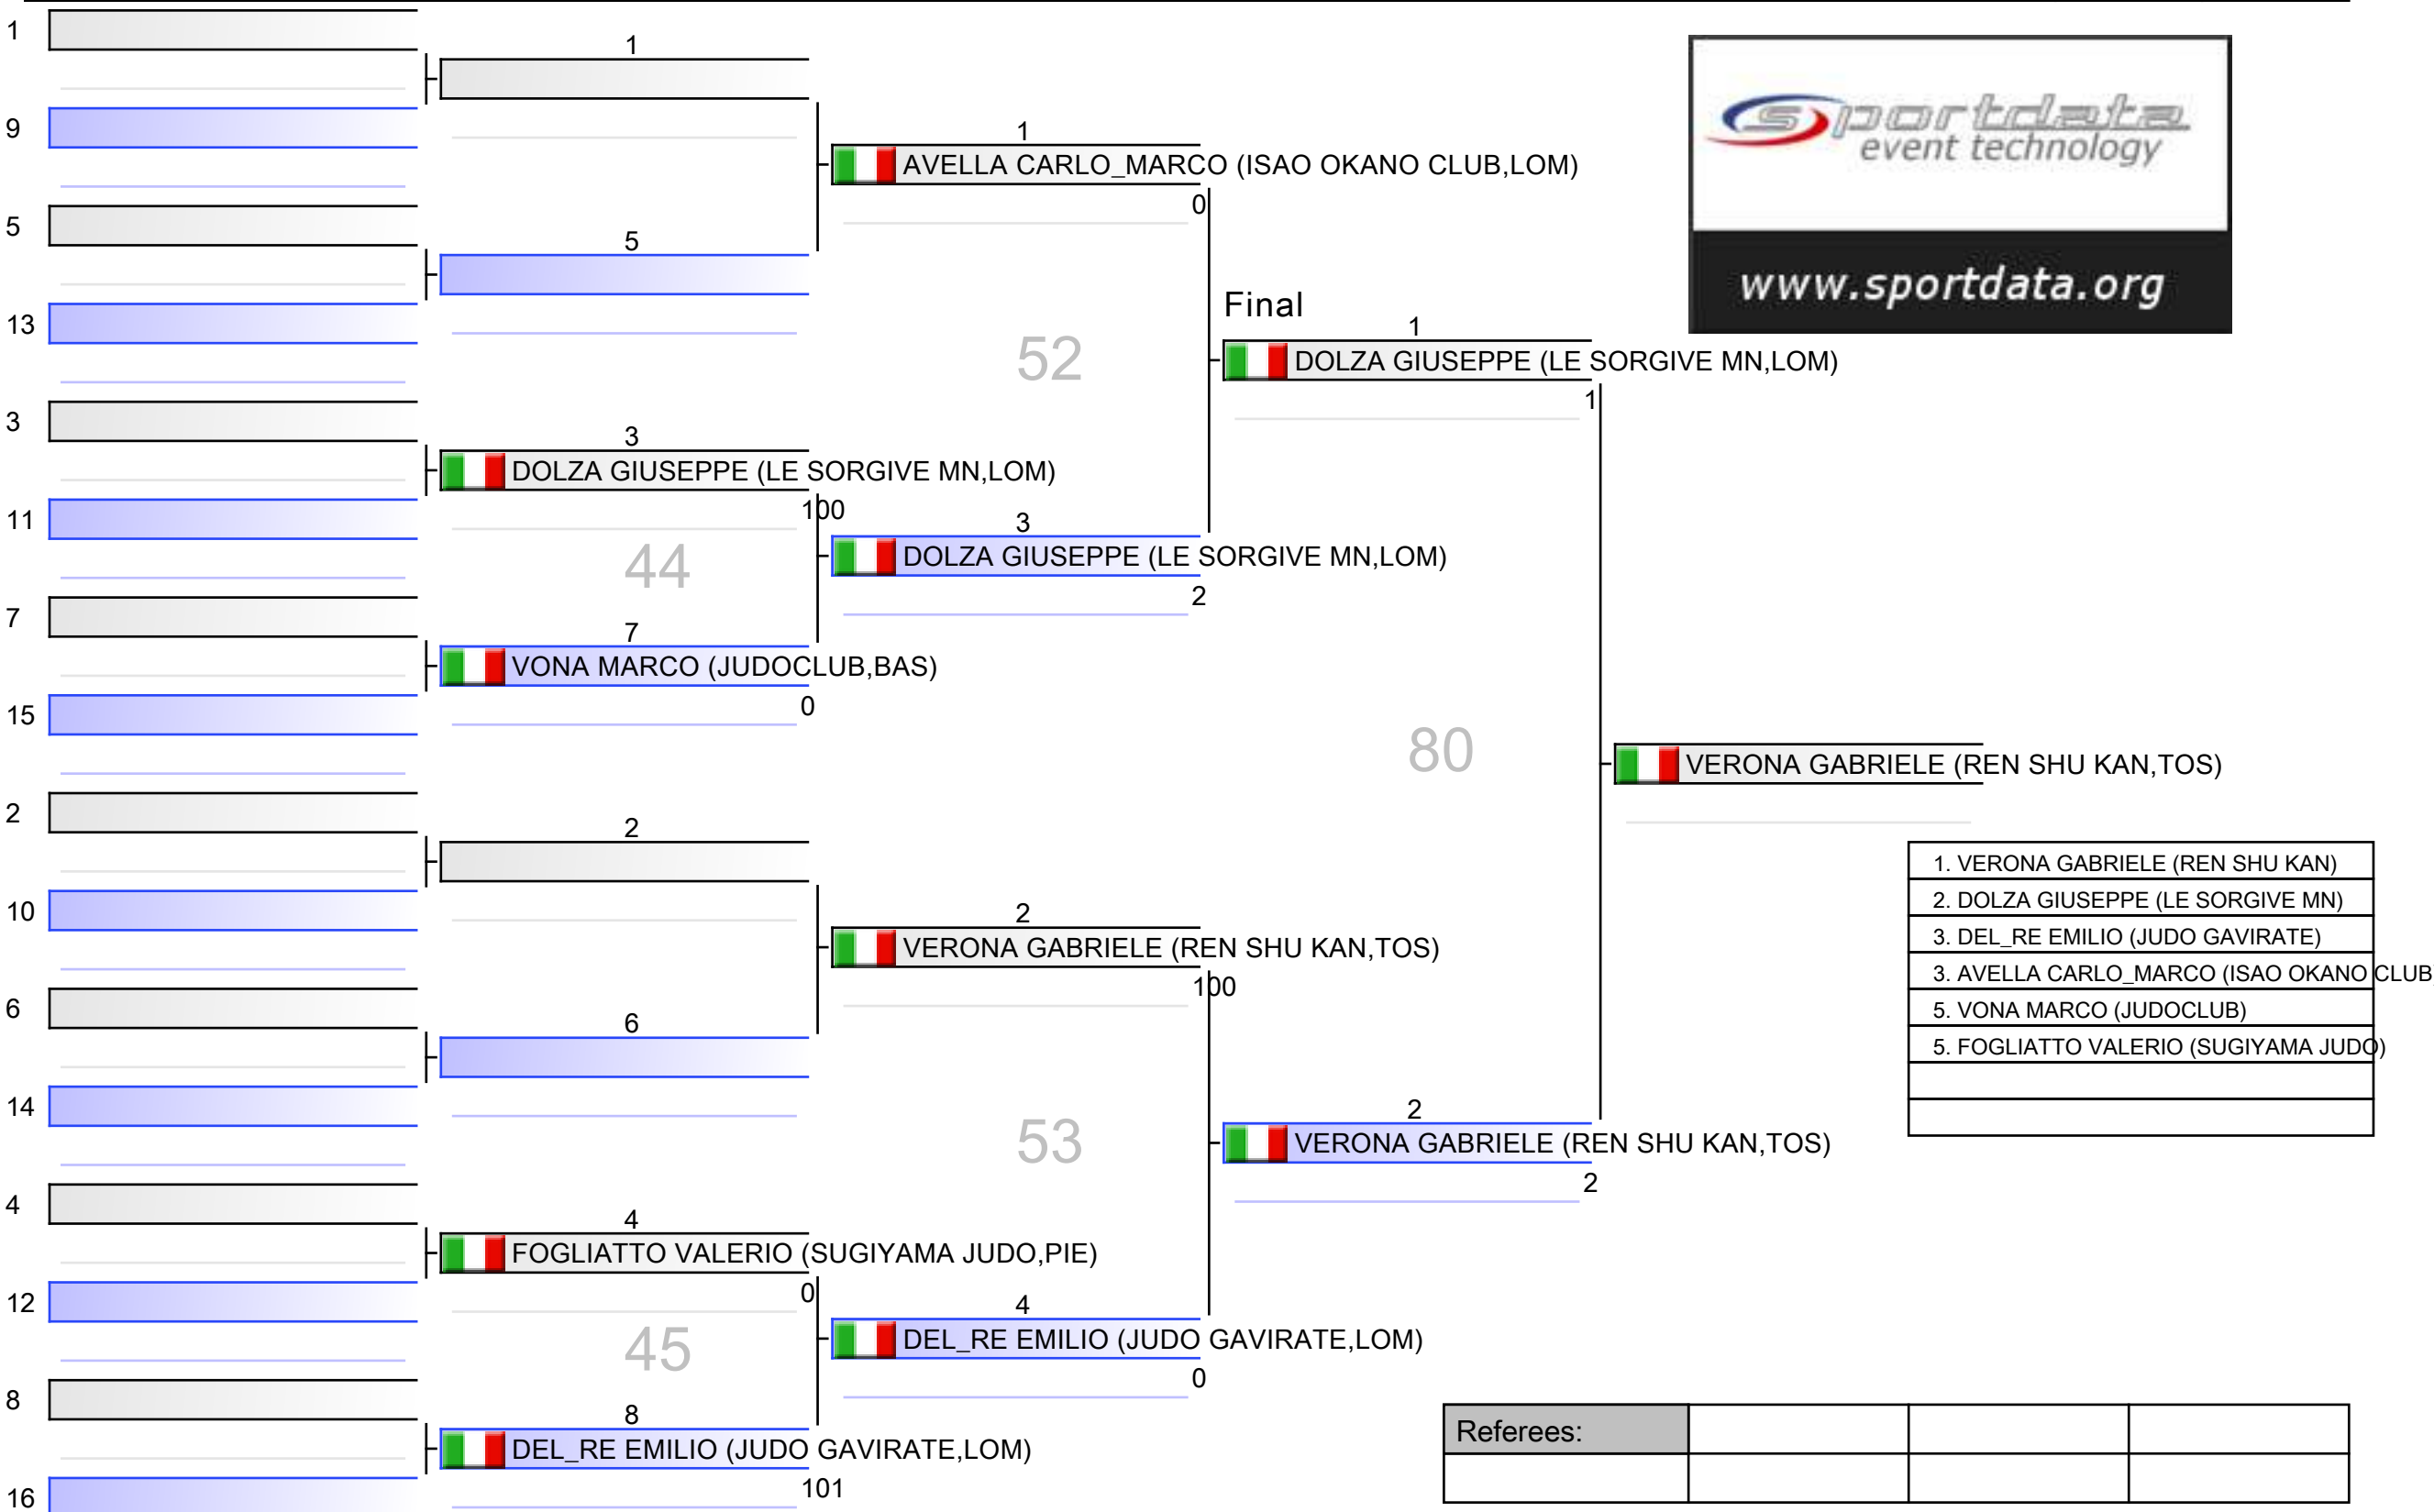 1
1
9
1
AVELLA CARLO_MARCO (ISAO OKANO CLUB,LOM)
0
sportdata
event technology
www.sportdata.org
5
5
13
52
Final
1
DOLZA GIUSEPPE (LE SORGIVE MN,LOM)
1
3
3
DOLZA GIUSEPPE (LE SORGIVE MN,LOM)
100
11
44
3
DOLZA GIUSEPPE (LE SORGIVE MN,LOM)
2
7
7
VONA MARCO (JUDOCLUB,BAS)
0
15
80
VERONA GABRIELE (REN SHU KAN,TOS)
2
2
10
2
VERONA GABRIELE (REN SHU KAN,TOS)
100
1. VERONA GABRIELE (REN SHU KAN)
2. DOLZA GIUSEPPE (LE SORGIVE MN)
3. DEL_RE EMILIO (JUDO GAVIRATE)
3. AVELLA CARLO_MARCO (ISAO OKANO CLUB
5. VONA MARCO (JUDOCLUB)
5. FOGLIATTO VALERIO (SUGIYAMA JUDO)
6
6
14
53
2
VERONA GABRIELE (REN SHU KAN,TOS)
2
4
4
FOGLIATTO VALERIO (SUGIYAMA JUDO,PIE)
0
12
45
4
DEL_RE EMILIO (JUDO GAVIRATE,LOM)
0
8
8
DEL_RE EMILIO (JUDO GAVIRATE,LOM)
101
16
Referees: